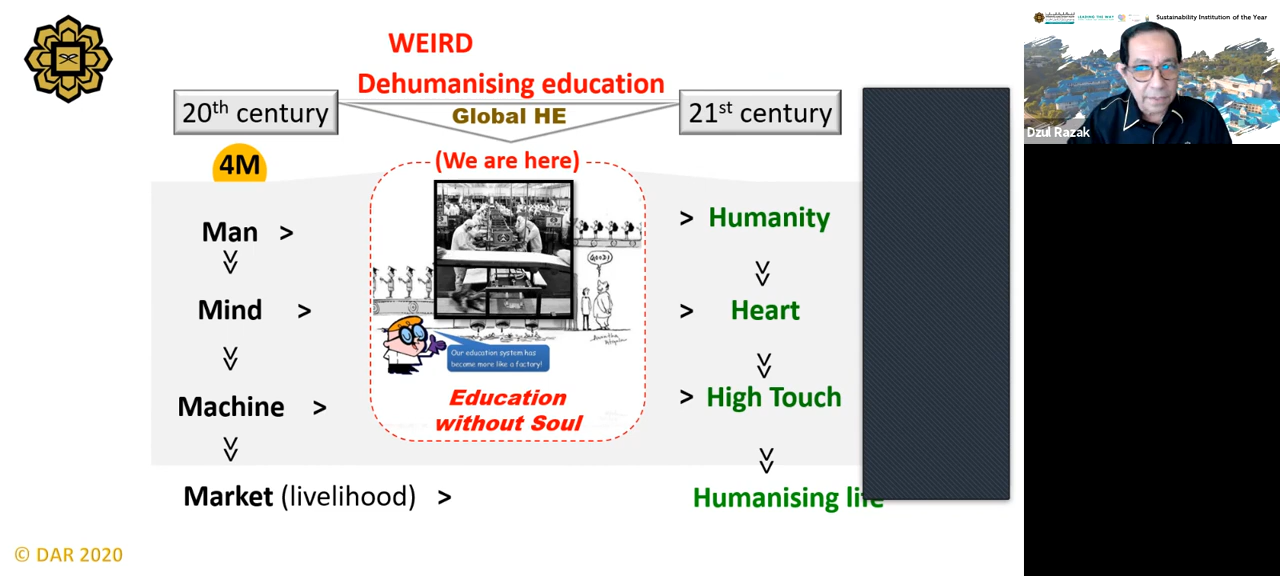 WEIRD
Dehumanising education
20th century
Global HE
21st century
4M
(We are here)
Man >
> Humanity
Mind >
> Heart
GOOD!
Our education system has
become more like a factory!
Machine >
> High Touch
Education
without Soul
Market (livelihood) >
Humanising life
© DAR 2020
LEADING THE WAY
Sustainability Institution of the Year
Dzul Razak